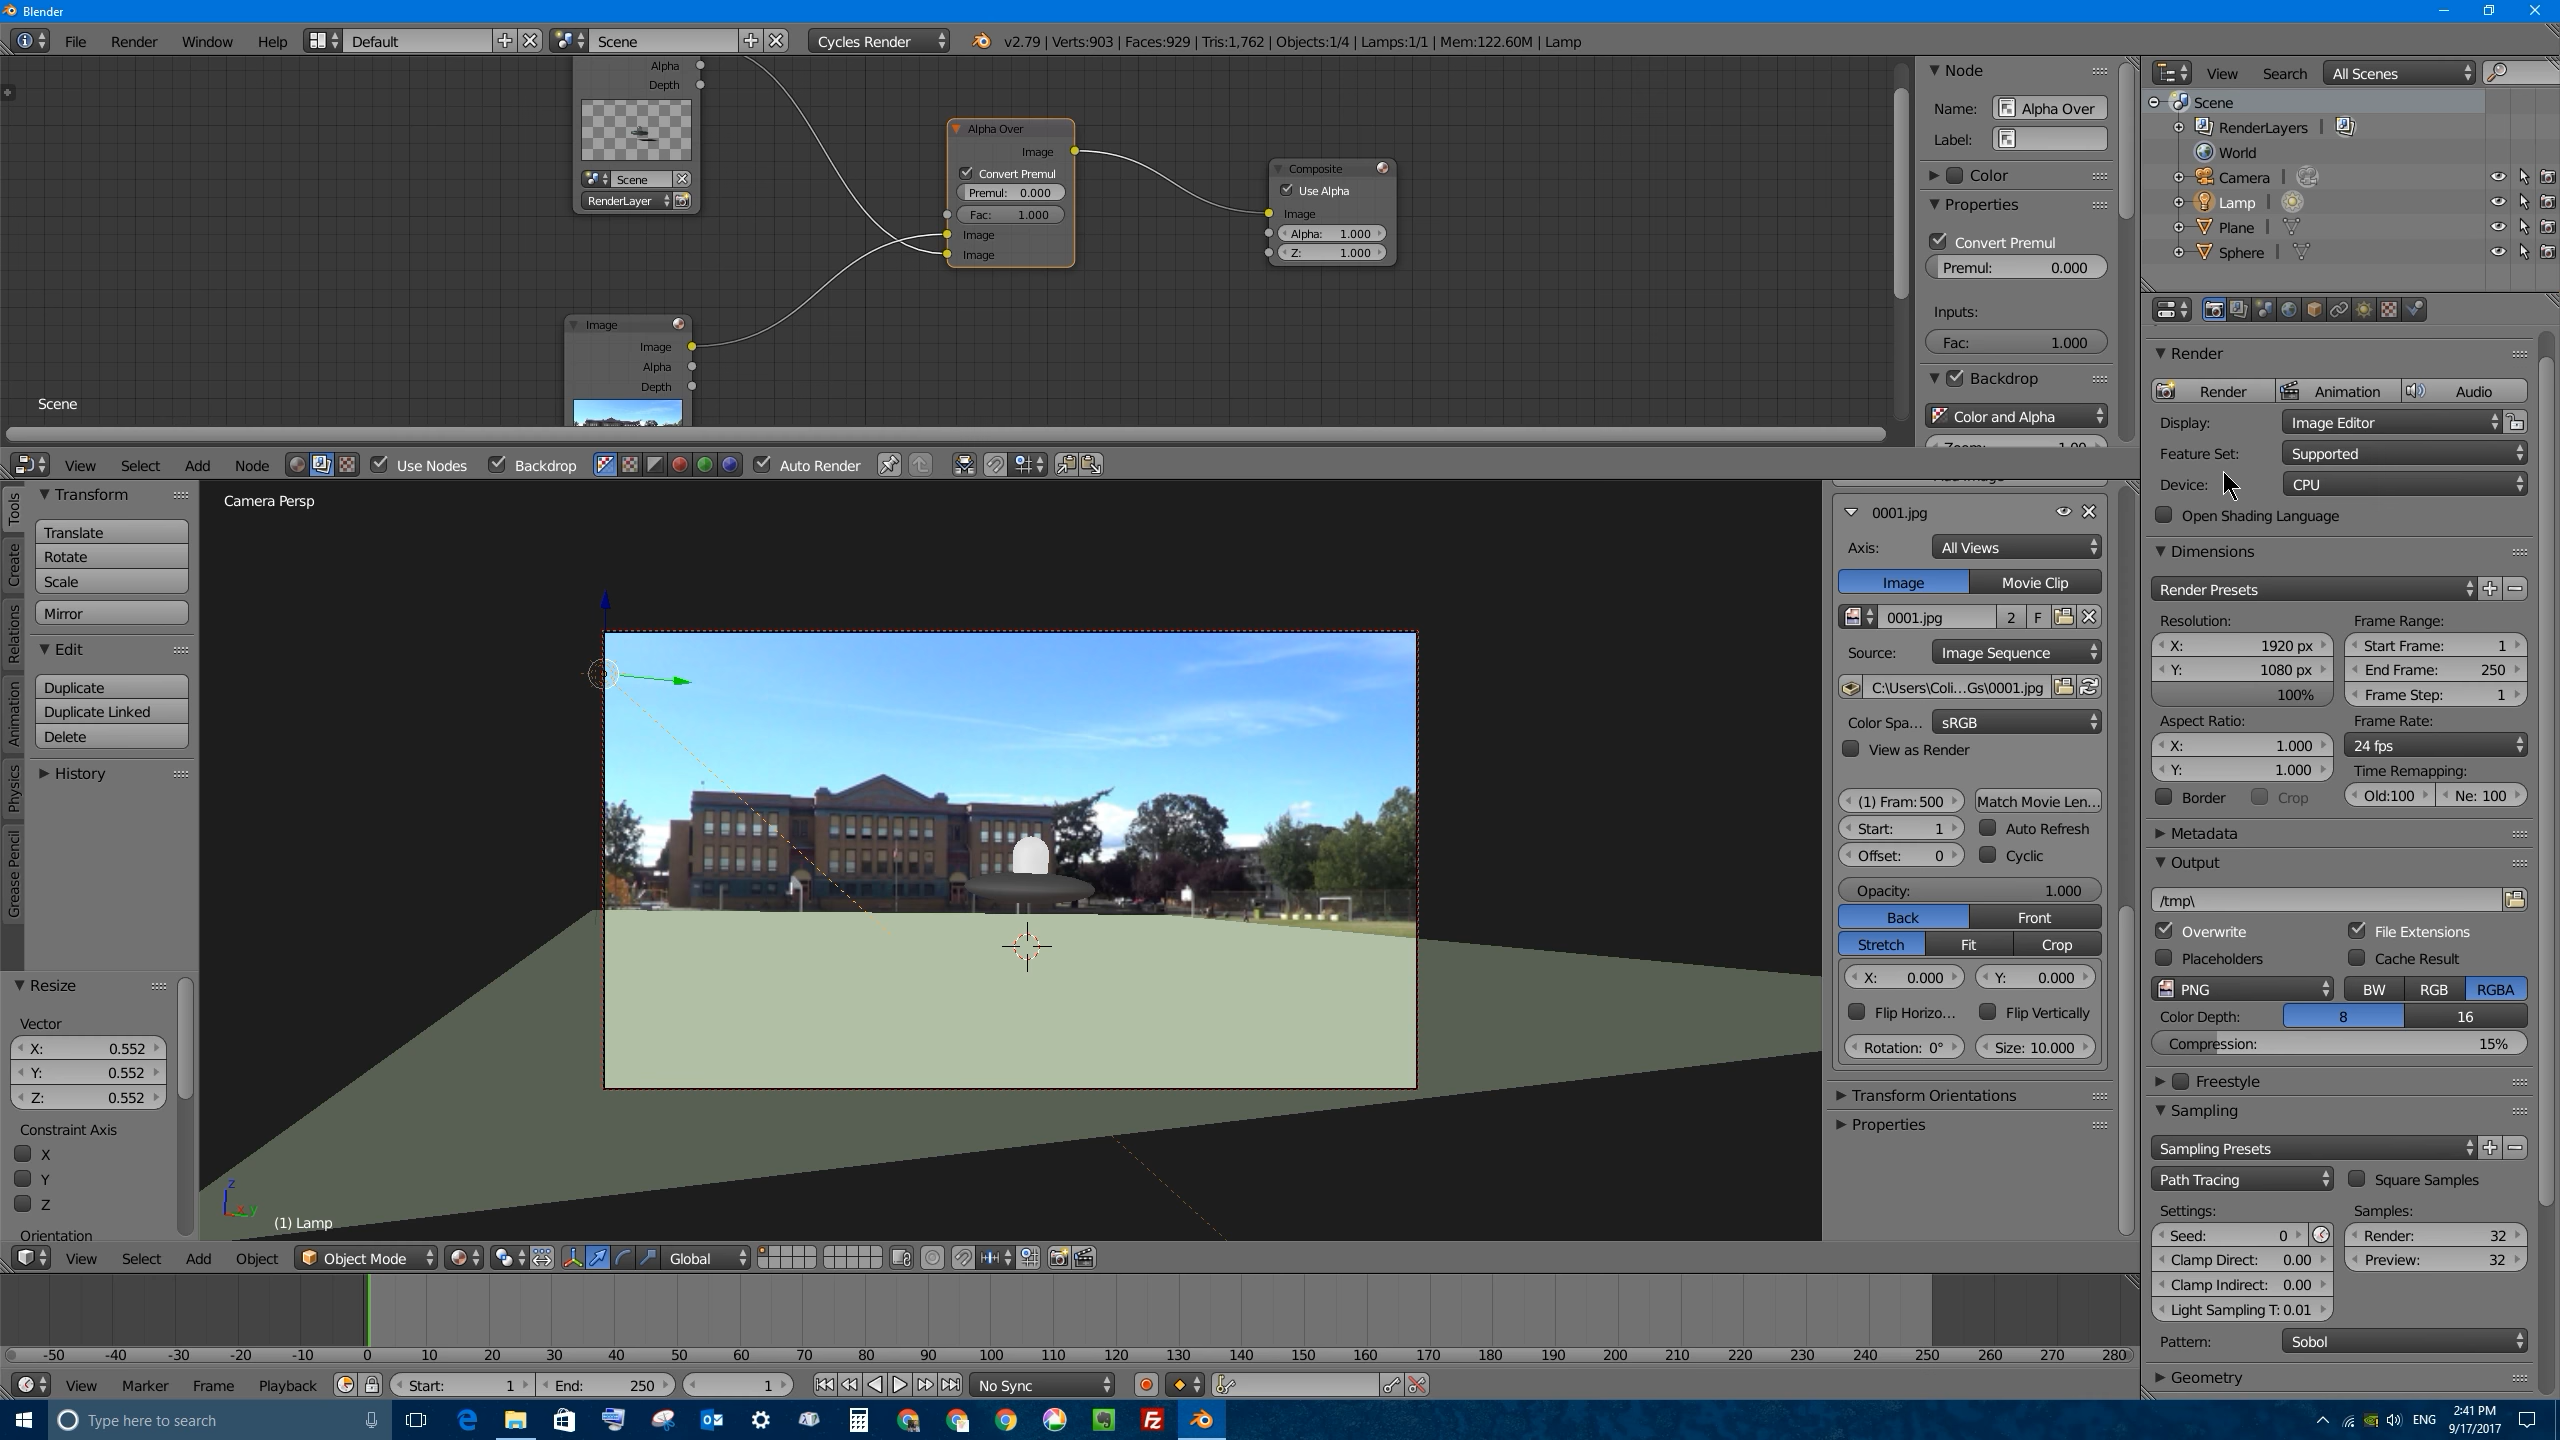 Blender
File Render Window Help Default Scene Cycles Render v2.79 | Verts:903 | Faces:929 | Tris:1,762 | Objects:1/4 | Lamps:1/1 | Mem:122.60M | Lamp
Alpha
Depth
Scene
RenderLayer
Alpha Over
Image
Convert Premul
Premul: 0.000
Fac: 1.000
Image
Image
Composite
Use Alpha
Image
Alpha: 1.000
Z: 1.000
Image
Image
Alpha
Depth
Scene
Node
Name: Alpha Over
Label:
Color
Properties
Convert Premul
Premul: 0.000
Inputs:
Fac: 1.000
Backdrop
Color and Alpha
View Search All Scenes
Scene
RenderLayers |
World
Camera |
Lamp |
Plane |
Sphere |
View Select Add Node Use Nodes Backdrop Auto Render
Tools
Create
Relations
Animation
Physics
Grease Pencil
Transform
Translate
Rotate
Scale
Mirror
Edit
Duplicate
Duplicate Linked
Delete
History
Resize
Vector
X: 0.552
Y: 0.552
Z: 0.552
Constraint Axis
X
Y
Z
Orientation
Camera Persp
z
x y
(1) Lamp
0001.jpg
Axis: All Views
Image Movie Clip
0001.jpg 2 F
Source: Image Sequence
C:\Users\Coli...Gs\0001.jpg
Color Spa... sRGB
View as Render
(1) Fram: 500 Match Movie Len...
Start: 1 Auto Refresh
Offset: 0 Cyclic
Opacity: 1.000
Back Front
Stretch Fit Crop
X: 0.000 Y: 0.000
Flip Horizo... Flip Vertically
Rotation: 0° Size: 10.000
Transform Orientations
Properties
Render
Render Animation Audio
Display: Image Editor
Feature Set: Supported
Device: CPU
Open Shading Language
Dimensions
Render Presets
Resolution: Frame Range:
X: 1920 px Start Frame: 1
Y: 1080 px End Frame: 250
100% Frame Step: 1
Aspect Ratio: Frame Rate:
X: 1.000 24 fps
Y: 1.000 Time Remapping:
Border Crop Old:100 Ne: 100
Metadata
Output
/tmp\
Overwrite File Extensions
Placeholders Cache Result
PNG BW RGB RGBA
Color Depth: 8 16
Compression: 15%
Freestyle
Sampling
Sampling Presets
Path Tracing Square Samples
Settings: Samples:
Seed: 0 Render: 32
Clamp Direct: 0.00 Preview: 32
Clamp Indirect: 0.00
Light Sampling T: 0.01
Pattern: Sobol
Geometry
View Select Add Object Object Mode Global
-50 -40 -30 -20 -10 0 10 20 30 40 50 60 70 80 90 100 110 120 130 140 150 160 170 180 190 200 210 220 230 240 250 260 270 280
View Marker Frame Playback Start: 1 End: 250 1 No Sync
Type here to search
ENG
2:41 PM
9/17/2017